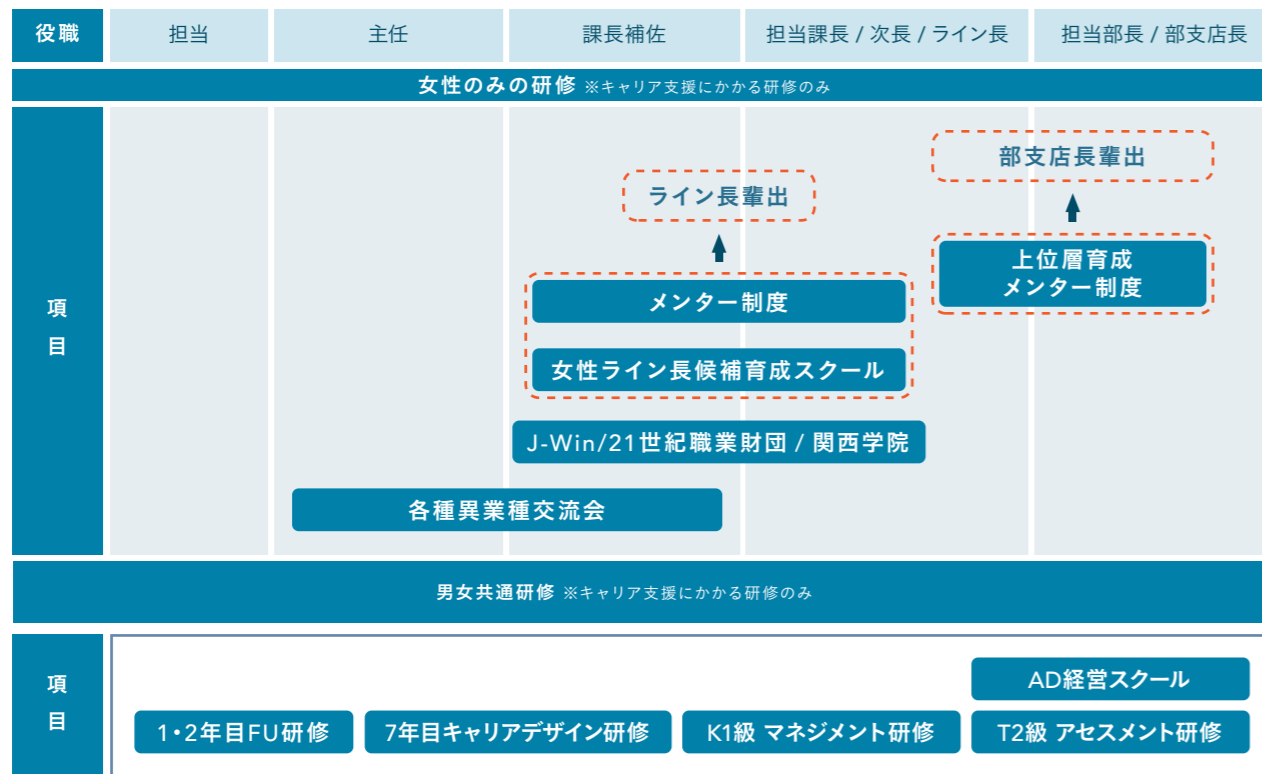 役職
担当
主任
課長補佐
担当課長 / 次長 / ライン長
担当部長 / 部支店長
女性のみの研修 ※キャリア支援にかかる研修のみ
項目
部支店長輩出
ライン長輩出
上位層育成
メンター制度
メンター制度
女性ライン長候補育成スクール
J-Win/21世紀職業財団 / 関西学院
各種異業種交流会
男女共通研修 ※キャリア支援にかかる研修のみ
項目
AD経営スクール
1・2年目FU研修
7年目キャリアデザイン研修
K1級 マネジメント研修
T2級 アセスメント研修